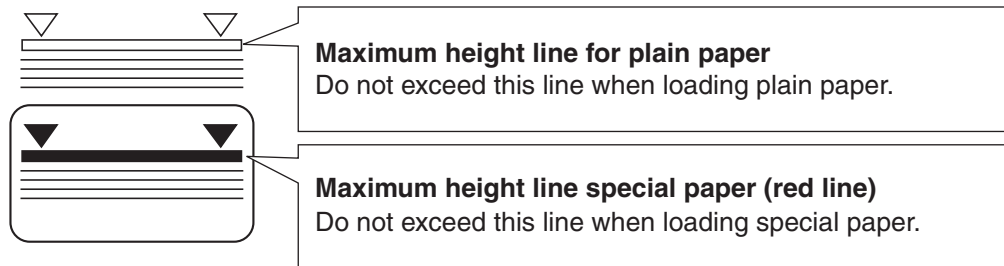 Maximum height line for plain paper
Do not exceed this line when loading plain paper.
Maximum height line special paper (red line)
Do not exceed this line when loading special paper.